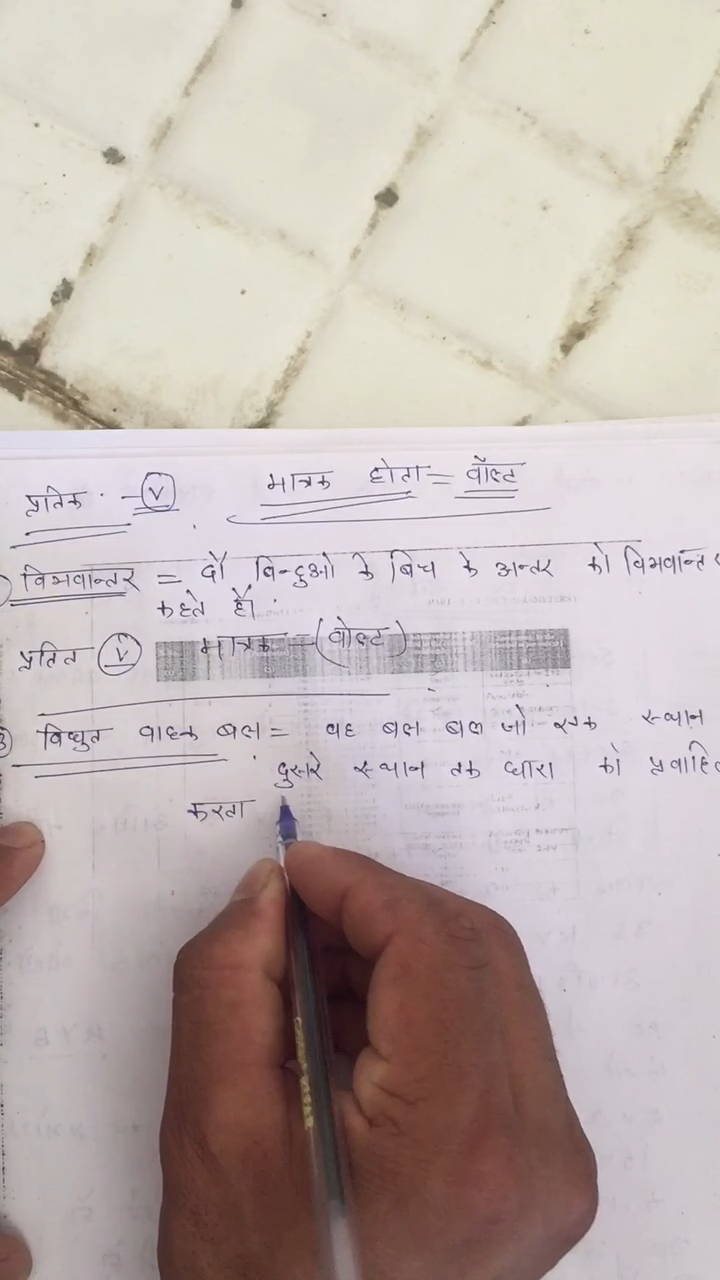 प्रतिक - V मात्रक होता = वॉल्ट
विभवान्तर = दो बिन्दुओ के बिच के अन्तर को विभवान्तर
कहते हैं।
प्रतित V मात्रक - (वोल्ट)
विधुत वाहक बल = वह बल बल जो एक स्थान
दुसरे स्थान तक धारा को प्रवाहित
करता